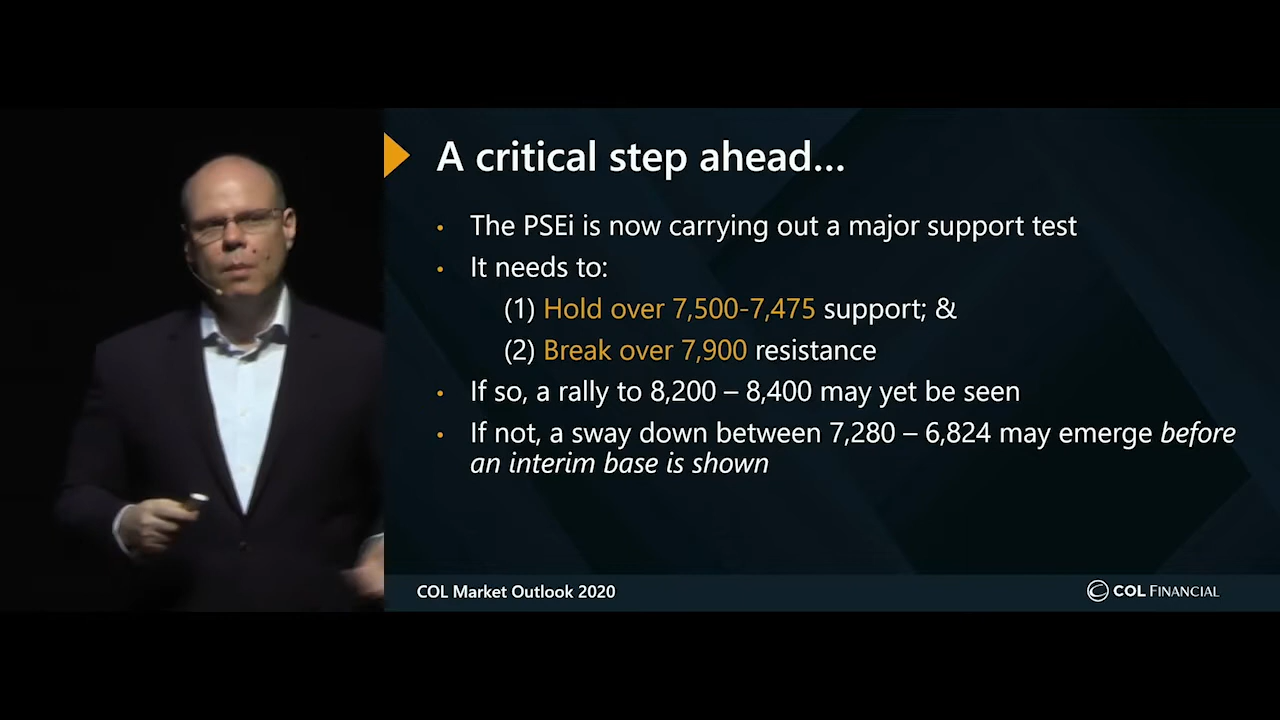 A critical step ahead...
• The PSEi is now carrying out a major support test
• It needs to:
(1) Hold over 7,500-7,475 support; &
(2) Break over 7,900 resistance
• If so, a rally to 8,200 – 8,400 may yet be seen
• If not, a sway down between 7,280 – 6,824 may emerge before
an interim base is shown
COL Market Outlook 2020
COL FINANCIAL